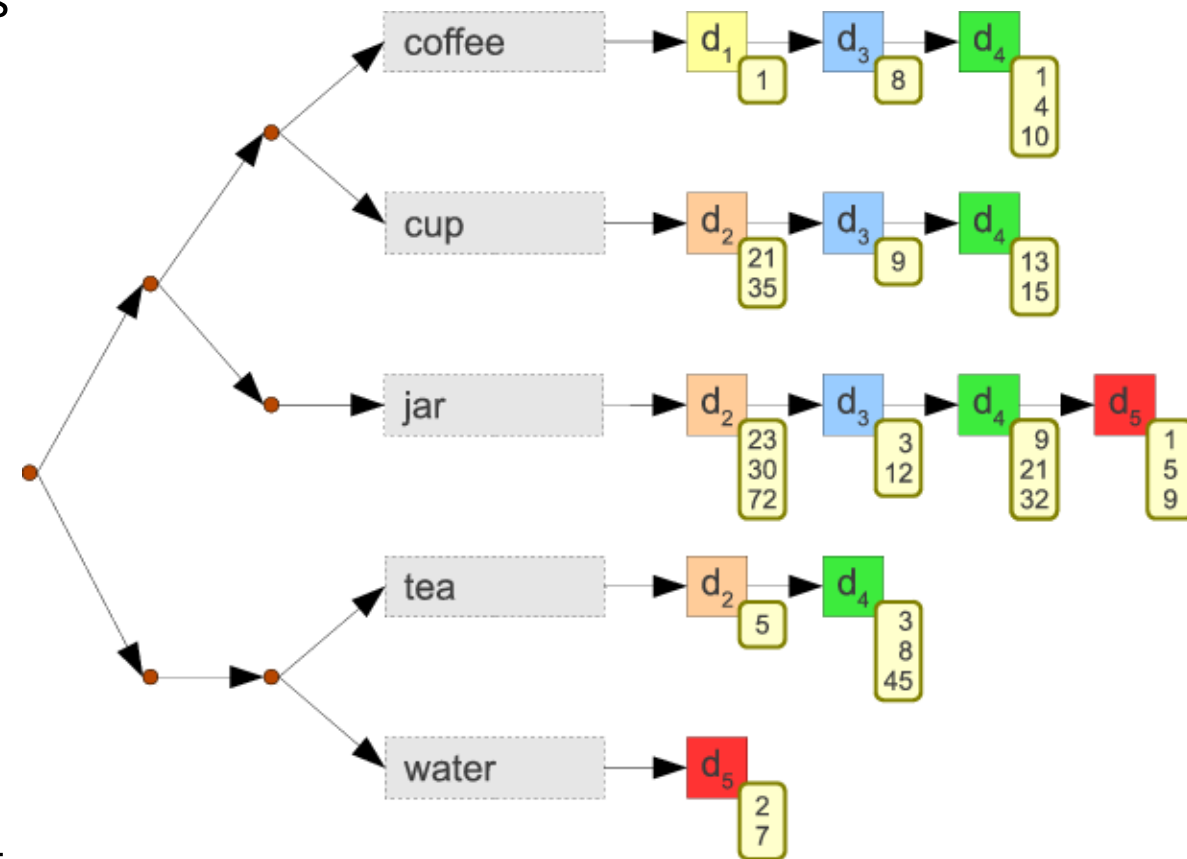 s
coffee d₁ d₃ d₄
1 8 1
4
10
cup d₂ d₃ d₄
21 9 13
35 15
jar d₂ d₃ d₄ d₅
23 3 9 1
30 12 21 5
72 32 9
tea d₂ d₄
5 3
8
45
water d₅
2
7